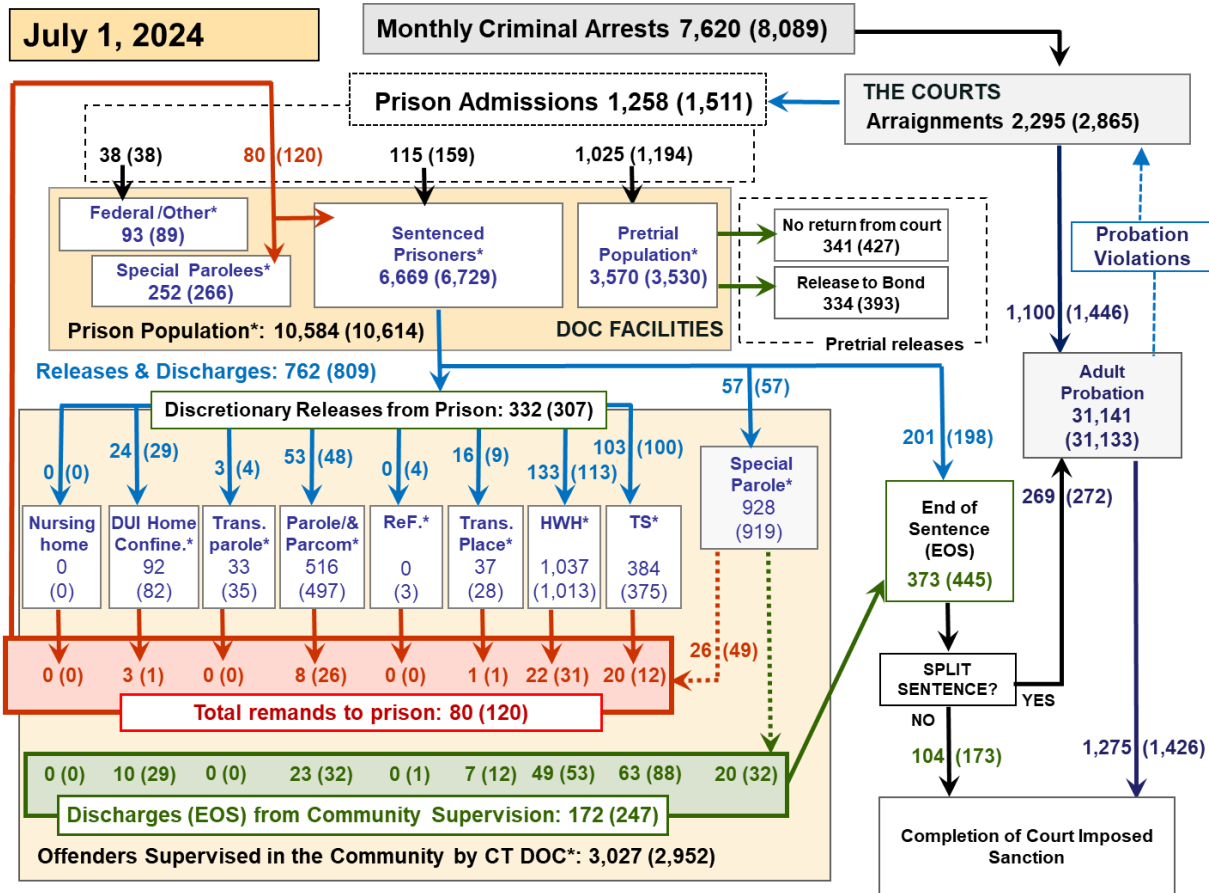 July 1, 2024
Monthly Criminal Arrests 7,620 (8,089)
Prison Admissions 1,258 (1,511)
THE COURTS
Arraignments 2,295 (2,865)
38 (38)
80 (120)
115 (159)
1,025 (1,194)
Federal /Other*
93 (89)
Special Parolees*
252 (266)
Sentenced
Prisoners*
6,669 (6,729)
Pretrial
Population*
3,570 (3,530)
No return from court
341 (427)
Release to Bond
334 (393)
Pretrial releases
Probation
Violations
Prison Population*: 10,584 (10,614)
DOC FACILITIES
1,100 (1,446)
Releases & Discharges: 762 (809)
57 (57)
Adult
Probation
31,141
(31,133)
Discretionary Releases from Prison: 332 (307)
0 (0)
24 (29)
3 (4)
53 (48)
0 (4)
16 (9)
133 (113)
103 (100)
201 (198)
269 (272)
Nursing
home
0
(0)
DUI Home
Confine.*
92
(82)
Trans.
parole*
33
(35)
Parole/&
Parcom*
516
(497)
ReF.*
0
(3)
Trans.
Place*
37
(28)
HWH*
1,037
(1,013)
TS*
384
(375)
Special
Parole*
928
(919)
End of
Sentence
(EOS)
373 (445)
0 (0)
3 (1)
0 (0)
8 (26)
0 (0)
1 (1)
22 (31)
20 (12)
26 (49)
Total remands to prison: 80 (120)
SPLIT
SENTENCE?
YES
NO
104 (173)
1,275 (1,426)
0 (0)
10 (29)
0 (0)
23 (32)
0 (1)
7 (12)
49 (53)
63 (88)
20 (32)
Discharges (EOS) from Community Supervision: 172 (247)
Offenders Supervised in the Community by CT DOC*: 3,027 (2,952)
Completion of Court Imposed
Sanction